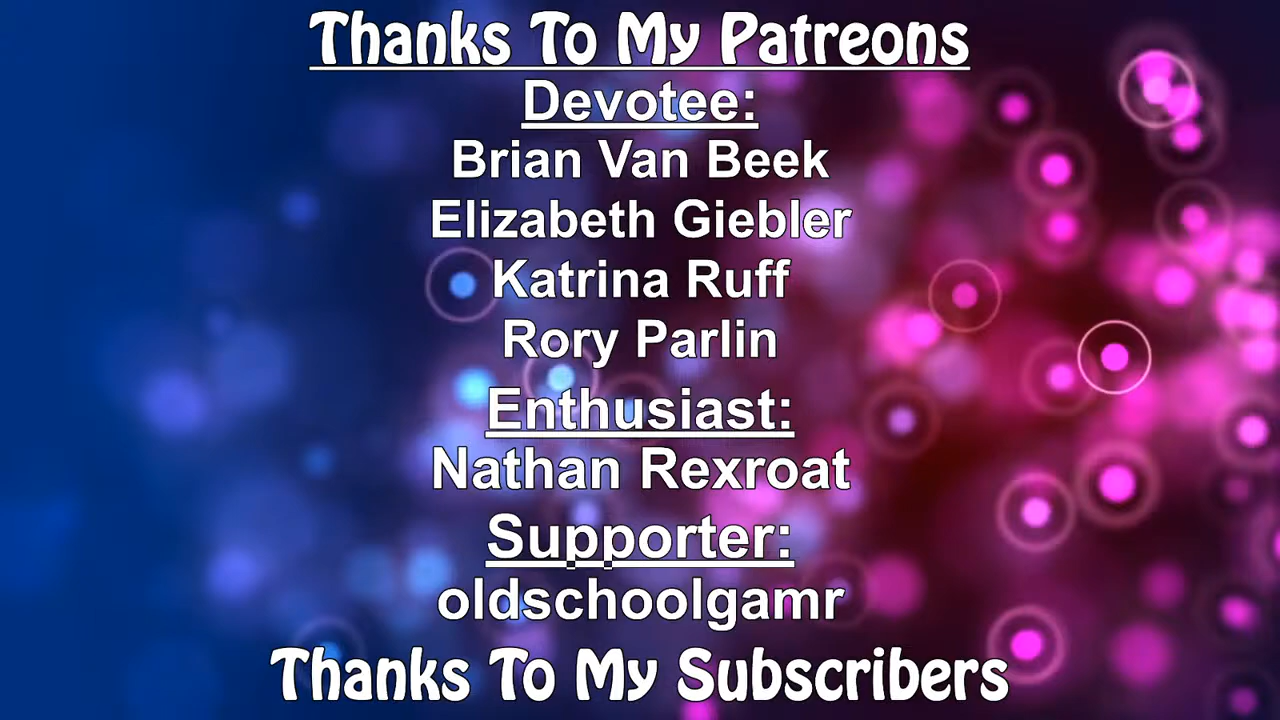 Thanks To My Patreons
Devotee:
Brian Van Beek
Elizabeth Giebler
Katrina Ruff
Rory Parlin
Enthusiast:
Nathan Rexroat
Supporter:
oldschoolgamr
Thanks To My Subscribers